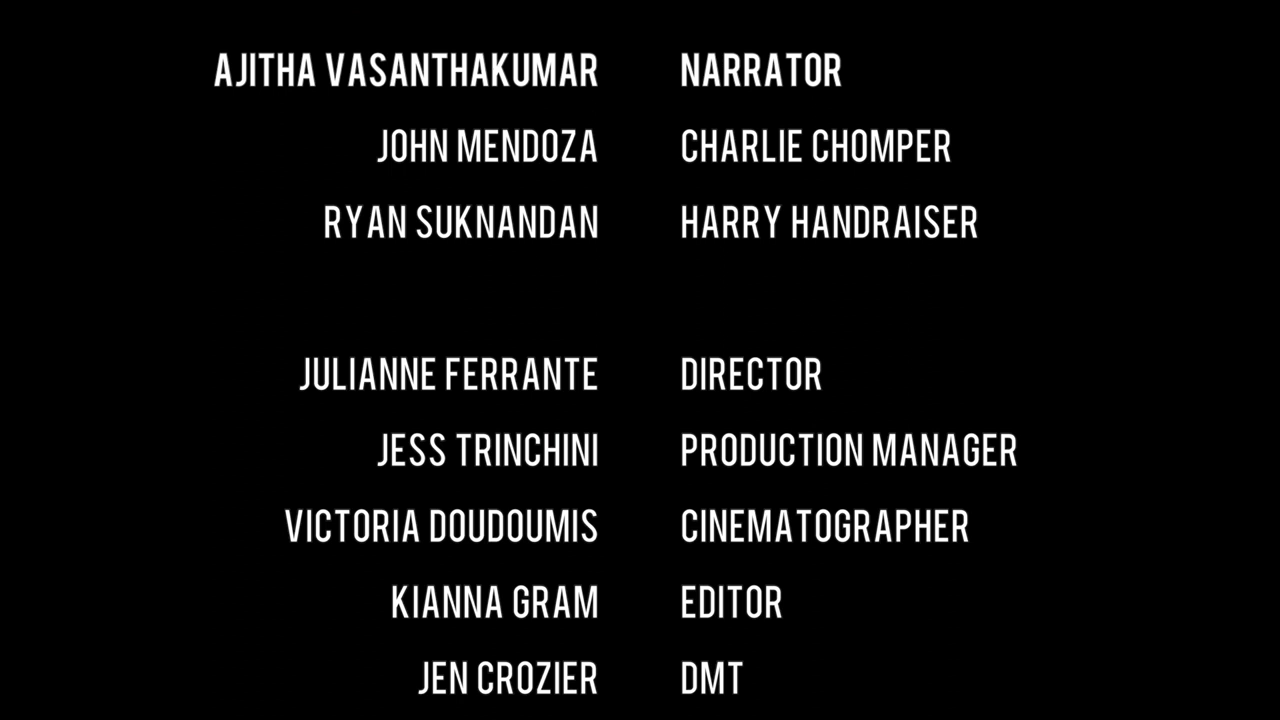 AJITHA VASANTHAKUMAR NARRATOR
JOHN MENDOZA CHARLIE CHOMPER
RYAN SUKNANDAN HARRY HANDRAISER
JULIANNE FERRANTE DIRECTOR
JESS TRINCHINI PRODUCTION MANAGER
VICTORIA DOUDOUMIS CINEMATOGRAPHER
KIANNA GRAM EDITOR
JEN CROZIER DMT